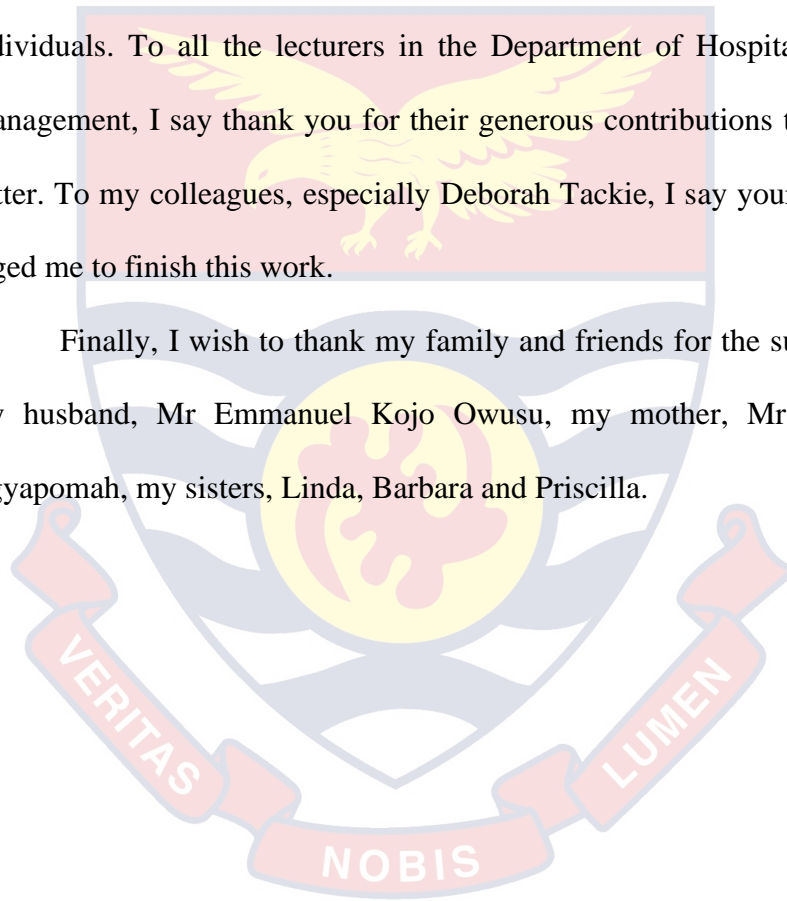 dividuals. To all the lecturers in the Department of Hospita
anagement, I say thank you for their generous contributions t
tter. To my colleagues, especially Deborah Tackie, I say your
ged me to finish this work.
Finally, I wish to thank my family and friends for the su
y husband, Mr Emmanuel Kojo Owusu, my mother, Mr
gyapomah, my sisters, Linda, Barbara and Priscilla.
VERITAS
NOBIS
LUMEN